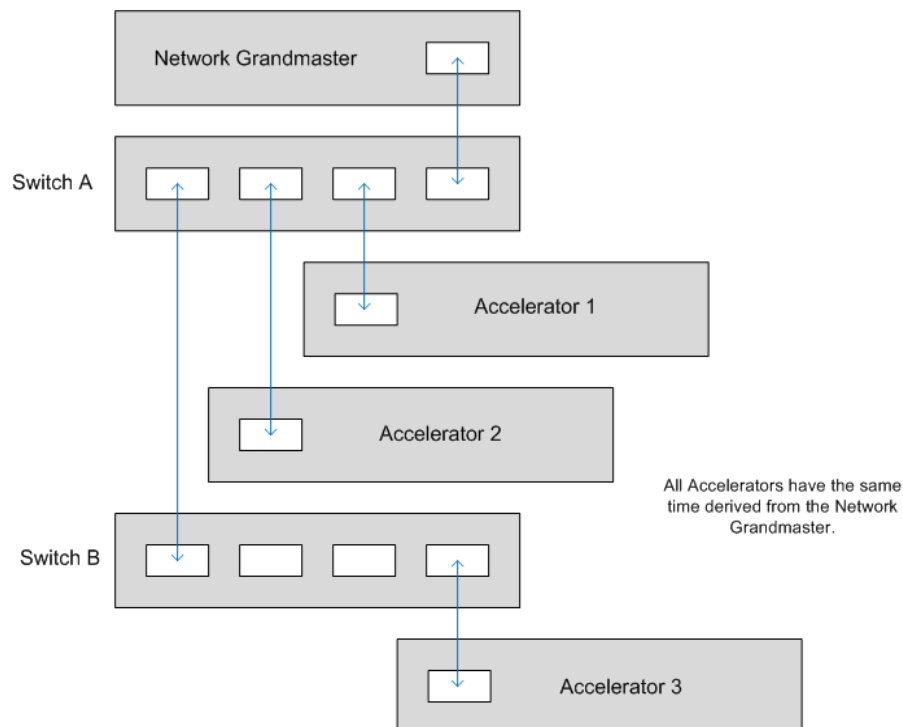 Network Grandmaster
Switch A
Accelerator 1
Accelerator 2
All Accelerators have the same
time derived from the Network
Grandmaster.
Switch B
Accelerator 3